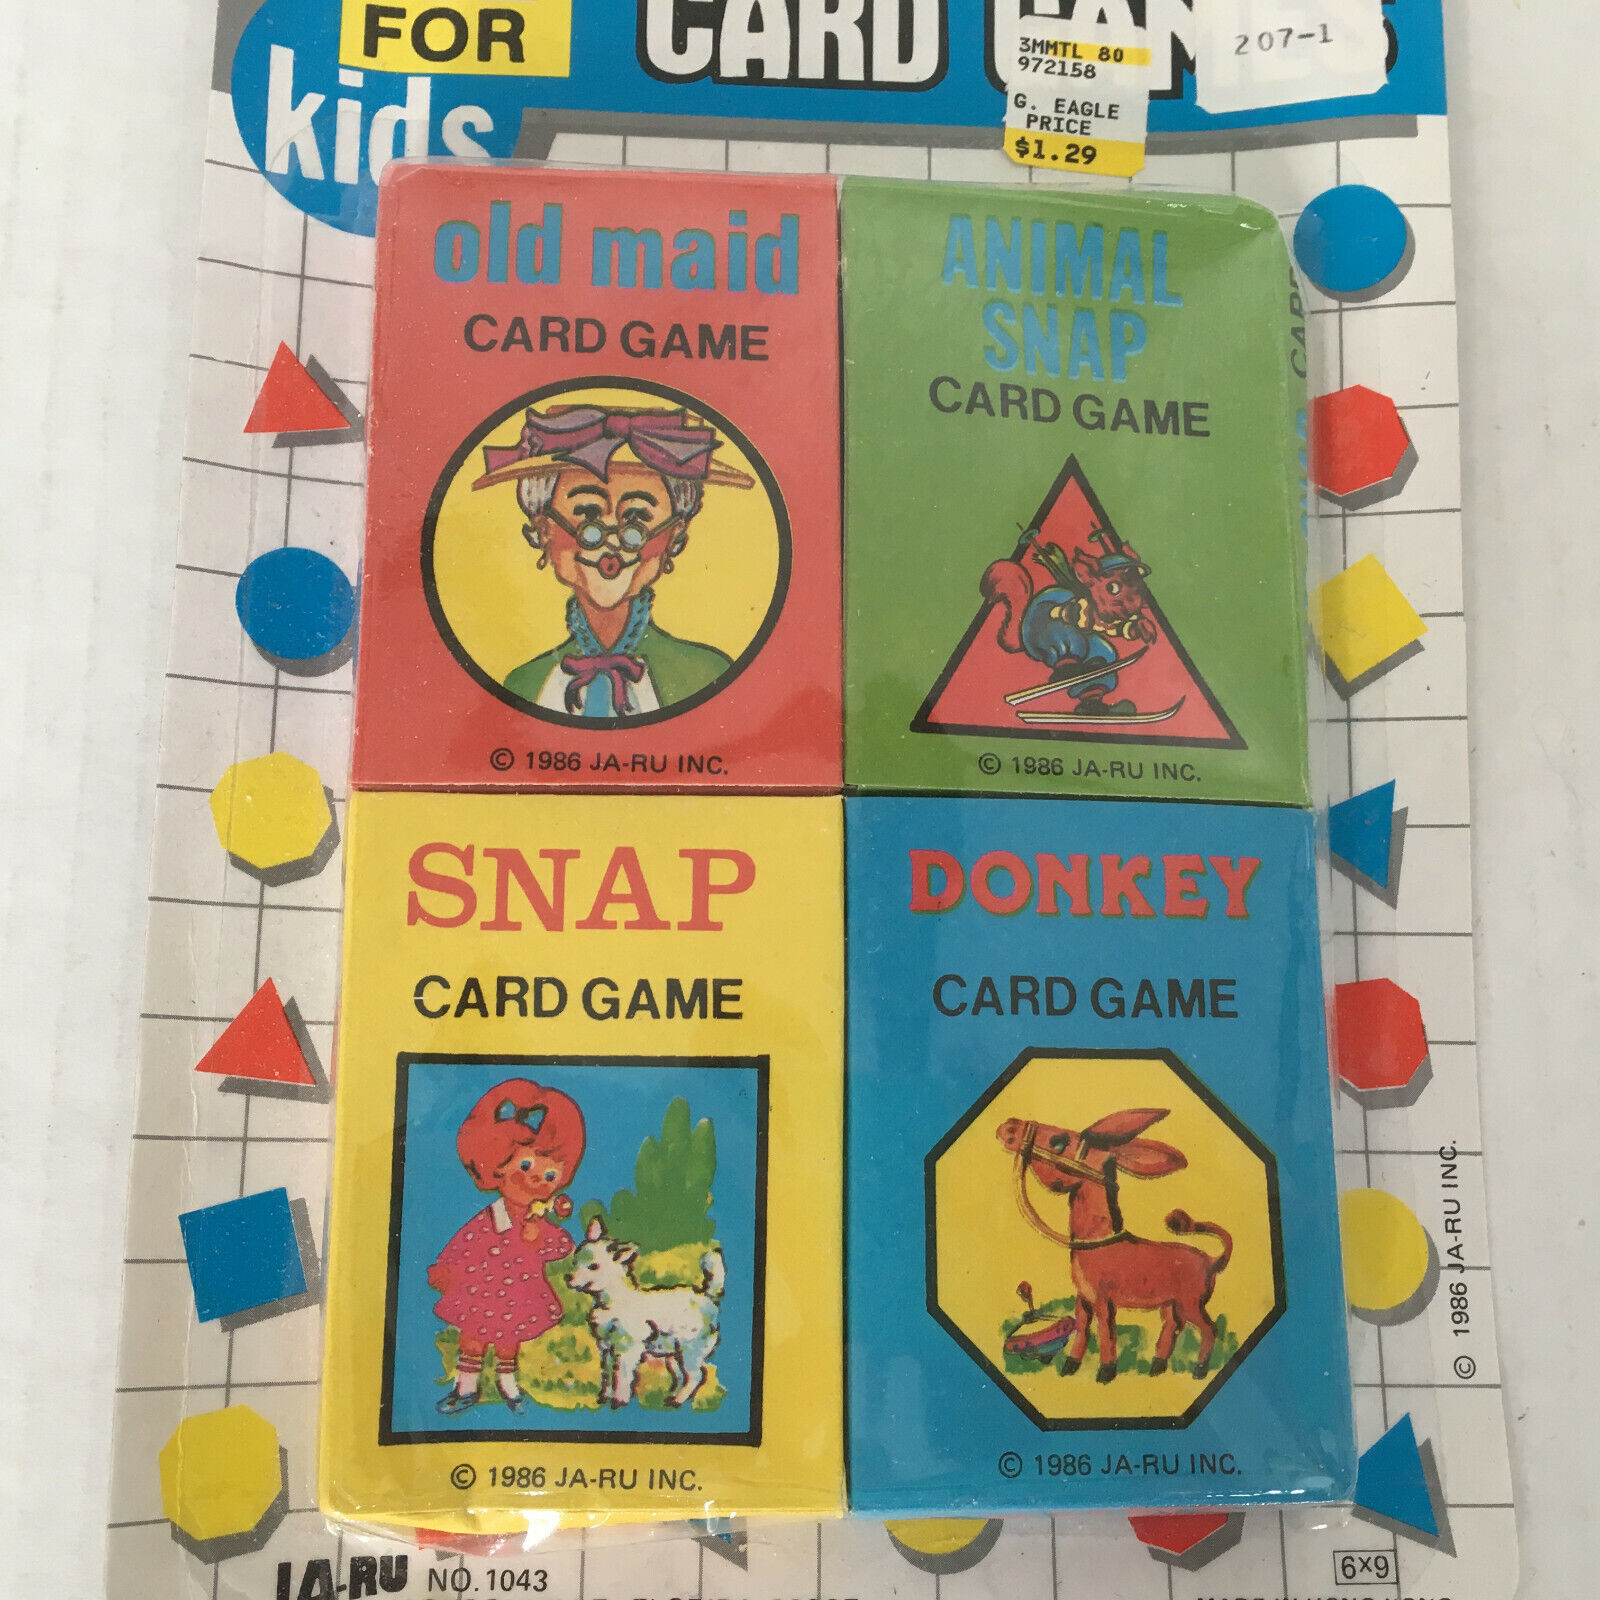 FOR
kids
CARD GAMES
3MMTL 80
972158
G. EAGLE
PRICE
$1.29
207-1
old maid
CARD GAME
© 1986 JA-RU INC.
ANIMAL
SNAP
CARD GAME
© 1986 JA-RU INC.
SNAP
CARD GAME
© 1986 JA-RU INC.
DONKEY
CARD GAME
© 1986 JA-RU INC.
© 1986 JA-RU INC.
JA-RU NO. 1043
6x9